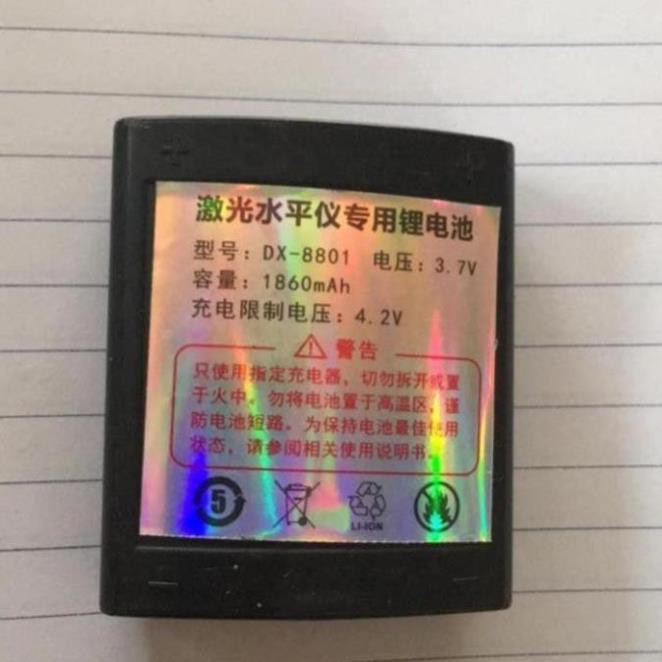 激光水平仪专用锂电池
型号：DX-8801 电压：3.7V
容量：1860mAh
充电限制电压：4.2V
警告
只使用指定充电器，切勿拆开或置
于火中。勿将电池置于高温区，谨
防电池短路。为保持电池最佳使用
状态，请参阅相关使用说明书。
5
LI-ION